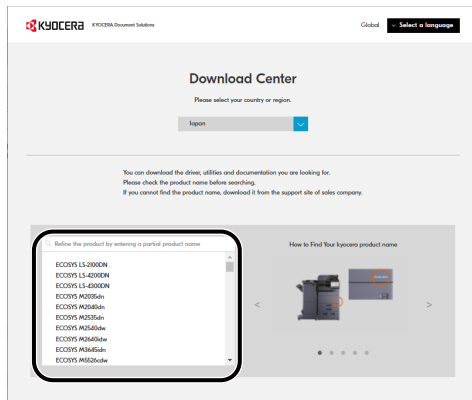 KYOCERA KYOCERA Document Solutions
Global Select a language
Download Center
Please select your country or region.
Japan
You can download the driver, utilities and documentation you are looking for.
Please check the product name before searching.
If you cannot find the product name, download it from the support site of sales company.
Refine the product by entering a partial product name
ECOSYS LS-2100DN
ECOSYS LS-4200DN
ECOSYS LS-4300DN
ECOSYS M2035dn
ECOSYS M2040dn
ECOSYS M2535dn
ECOSYS M2540dw
ECOSYS M2640idw
ECOSYS M3645idn
ECOSYS M5526cdw
How to Find Your kyocera product name